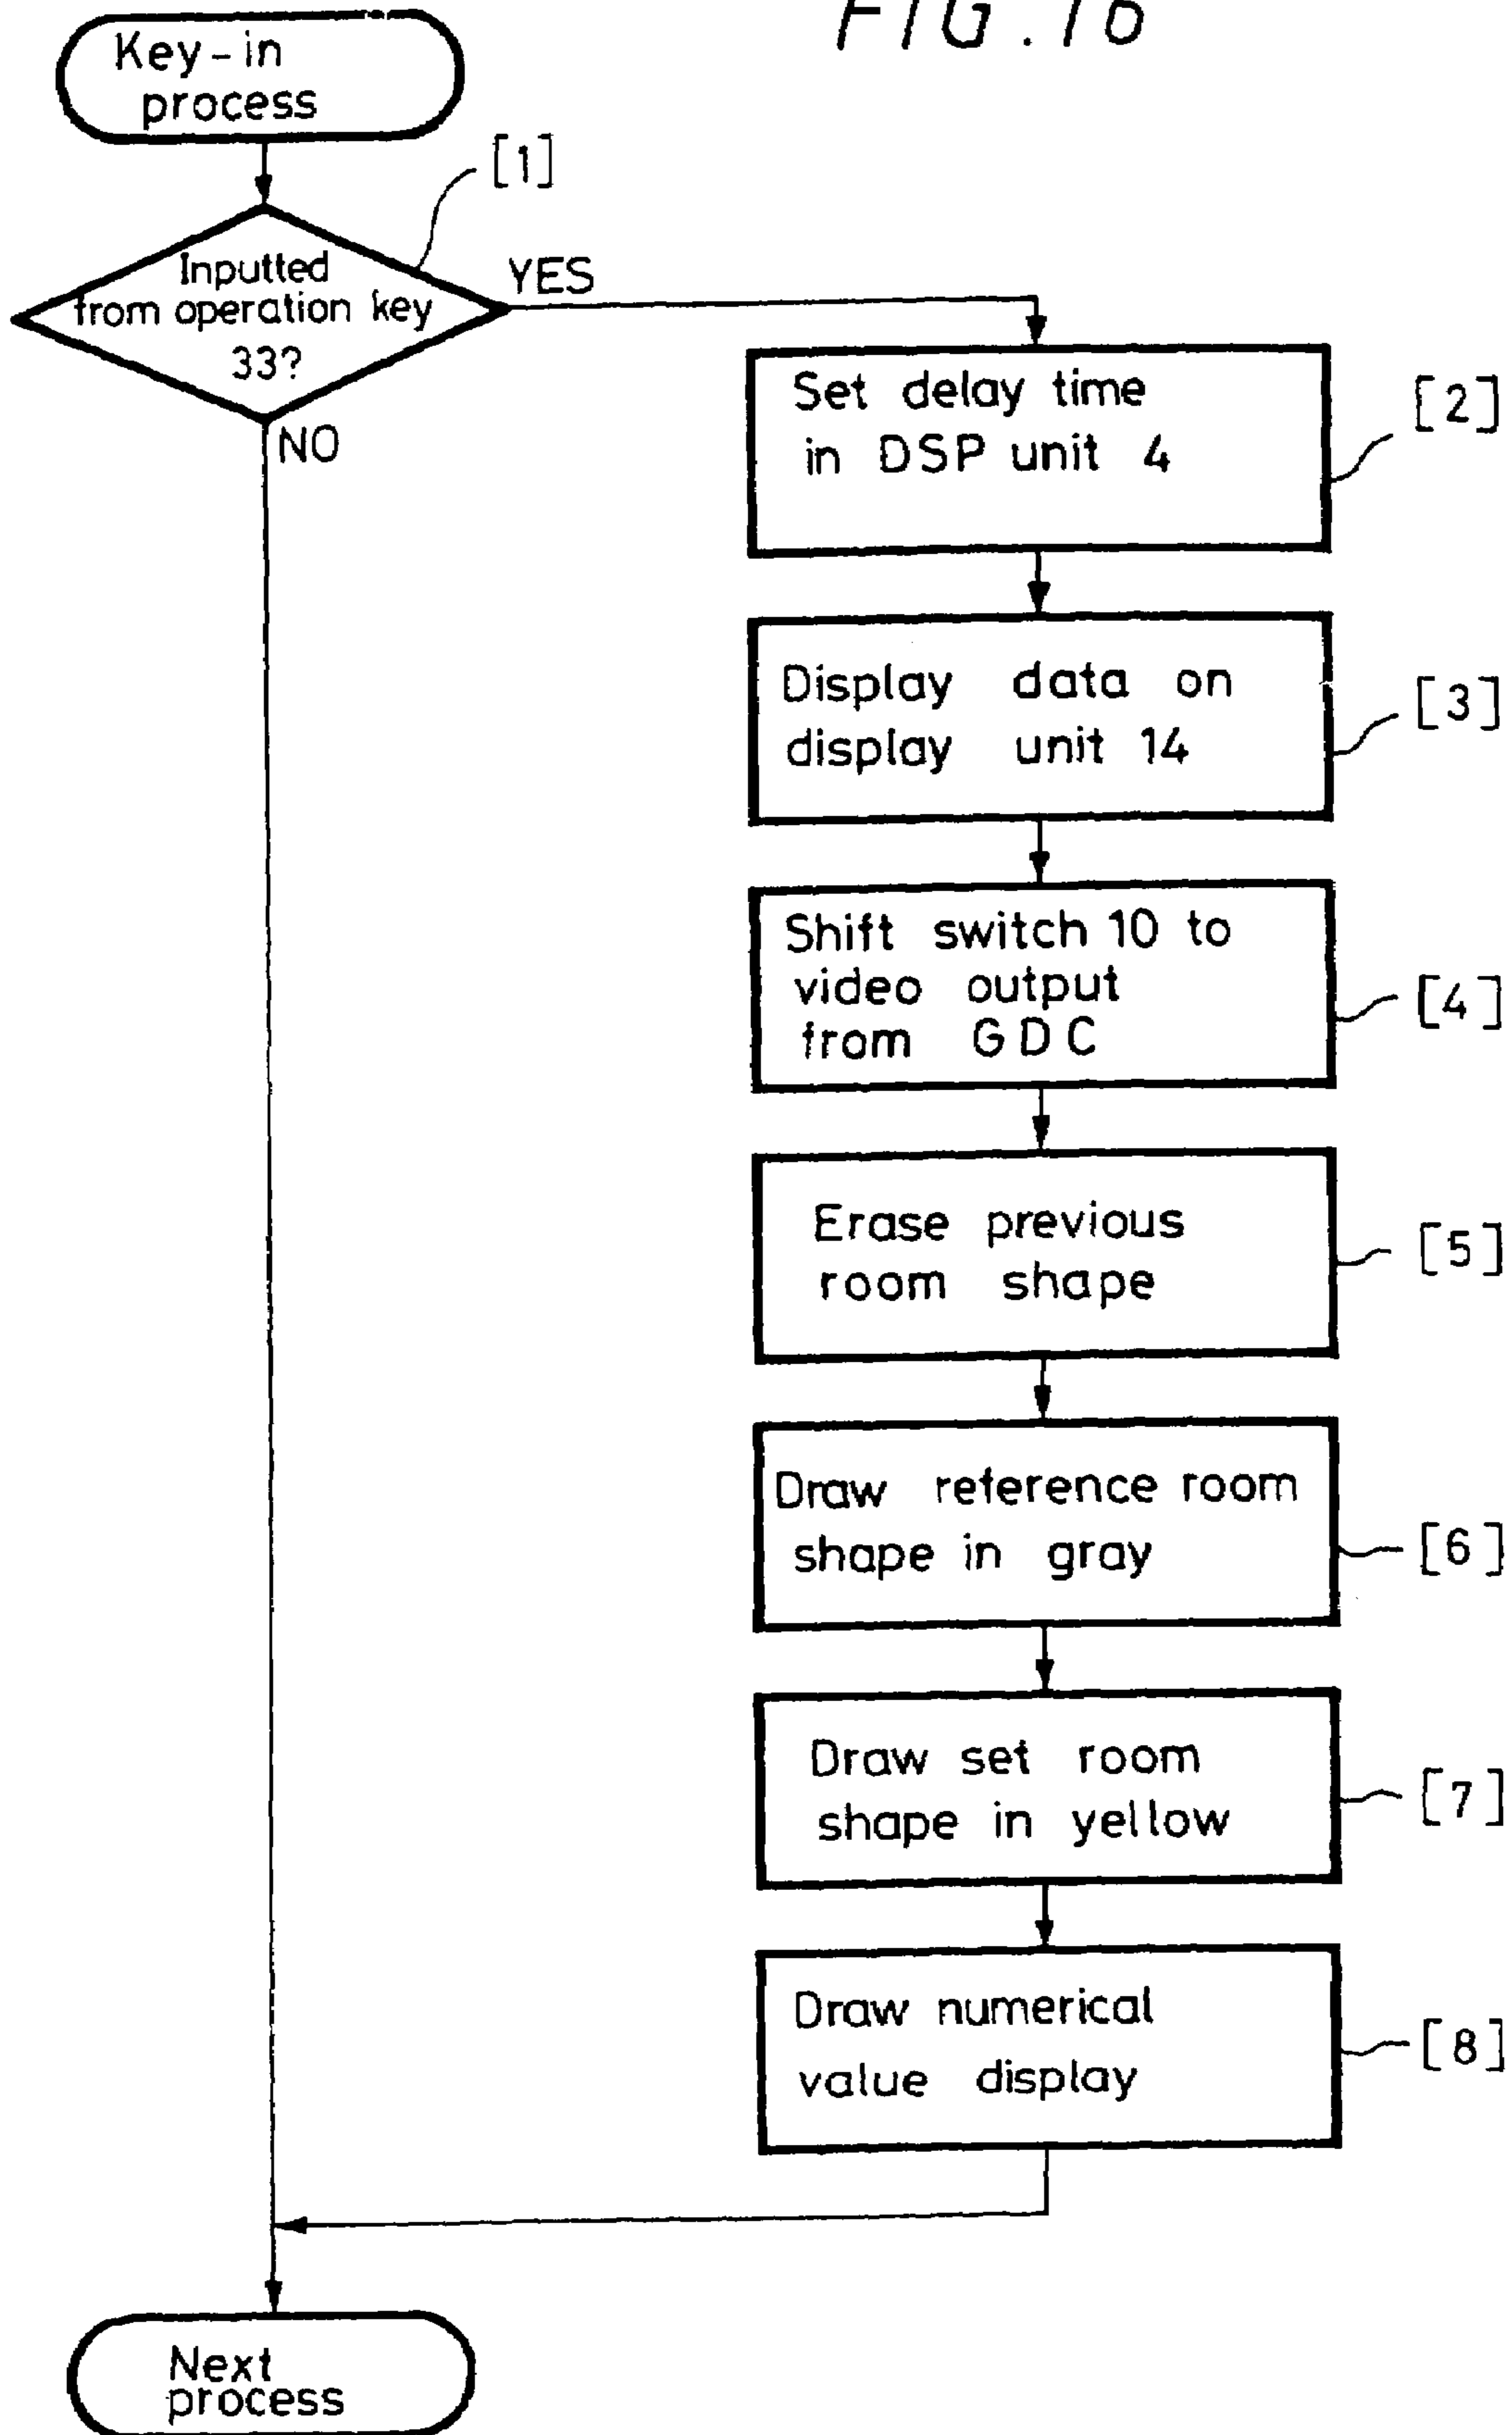 FIG. 16
Key-in
process
[1]
Inputted
from operation key
33?
YES
NO
Set delay time
in DSP unit 4
[2]
Display data on
display unit 14
[3]
Shift switch 10 to
video output
from GDC
[4]
Erase previous
room shape
[5]
Draw reference room
shape in gray
[6]
Draw set room
shape in yellow
[7]
Draw numerical
value display
[8]
Next
process